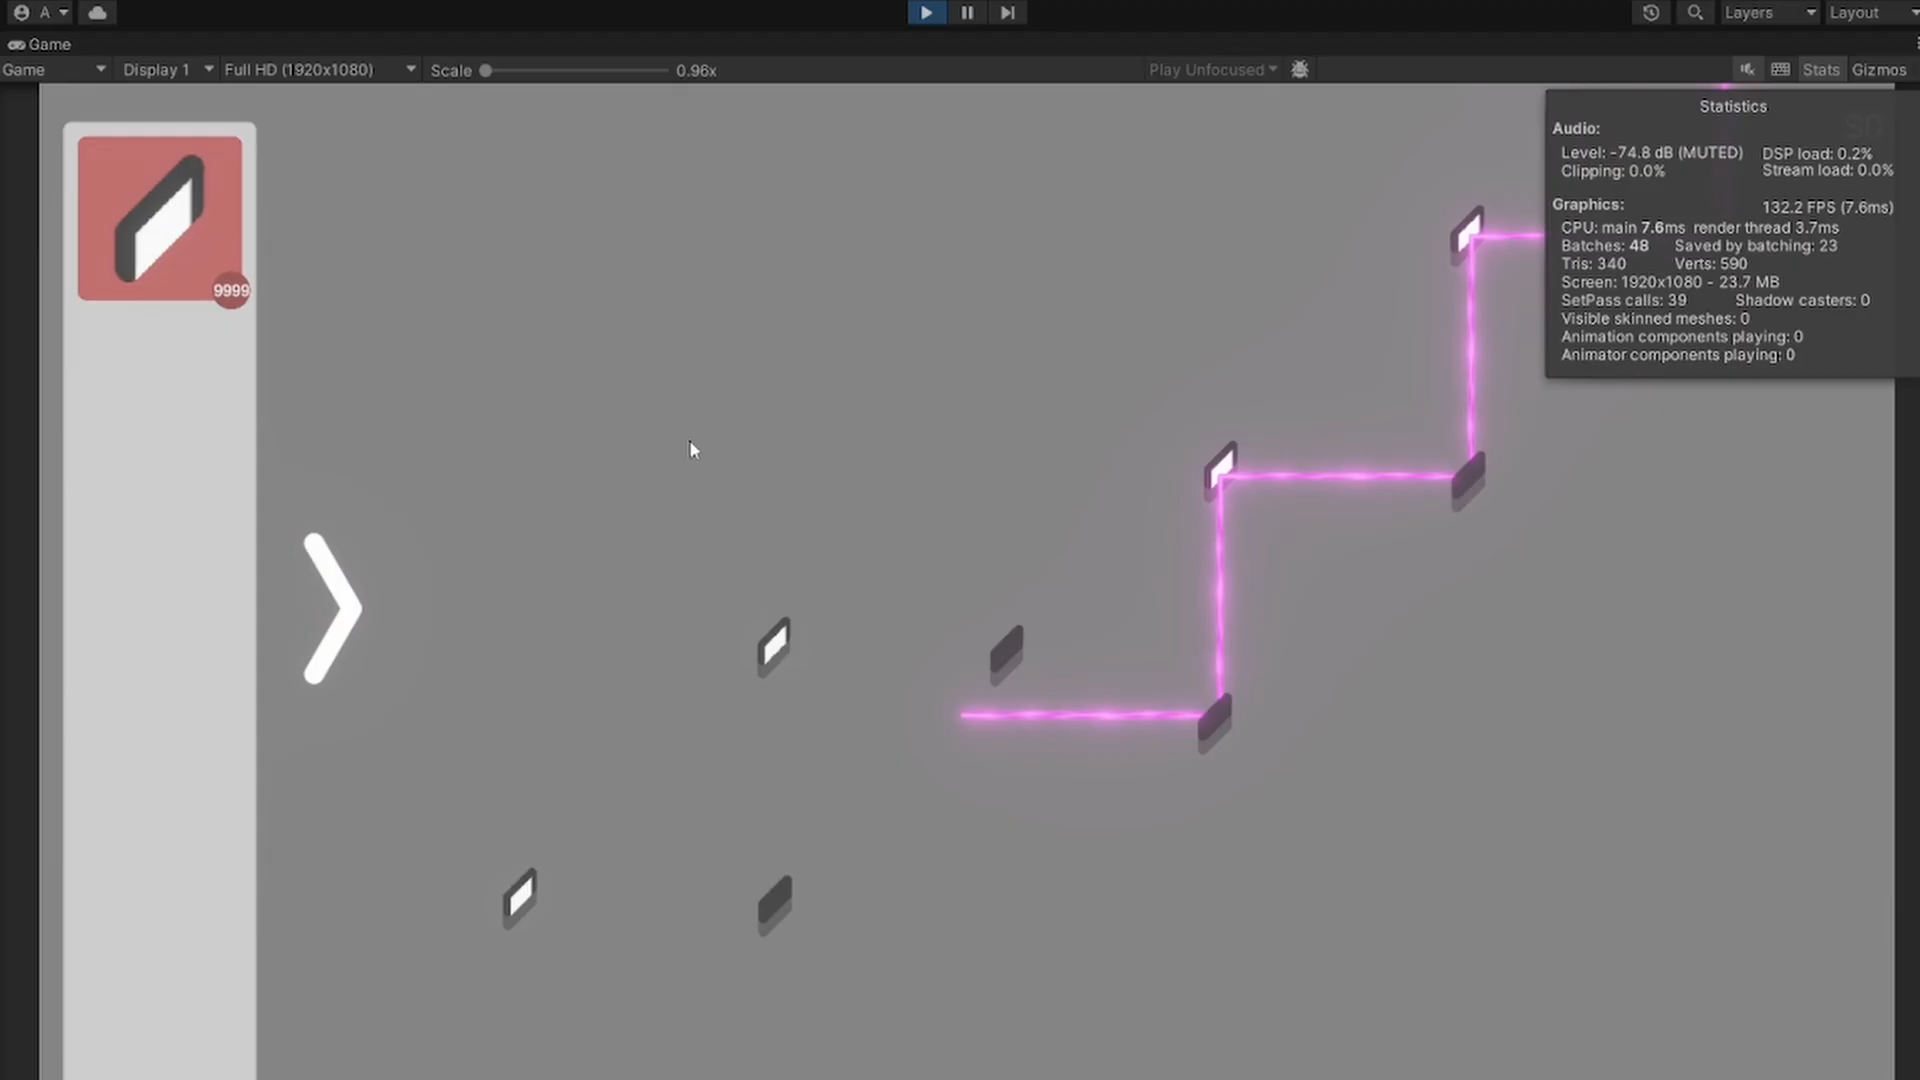 A
Layers
Layout
Game
Game
Display 1
Full HD (1920x1080)
Scale
0.96x
Play Unfocused
Stats
Gizmos
Statistics
$0
Audio:
Level: -74.8 dB (MUTED) DSP load: 0.2%
Clipping: 0.0% Stream load: 0.0%
Graphics: 132.2 FPS (7.6ms)
CPU: main 7.6ms render thread 3.7ms
Batches: 48 Saved by batching: 23
Tris: 340 Verts: 590
Screen: 1920x1080 - 23.7 MB
SetPass calls: 39 Shadow casters: 0
Visible skinned meshes: 0
Animation components playing: 0
Animator components playing: 0
9999